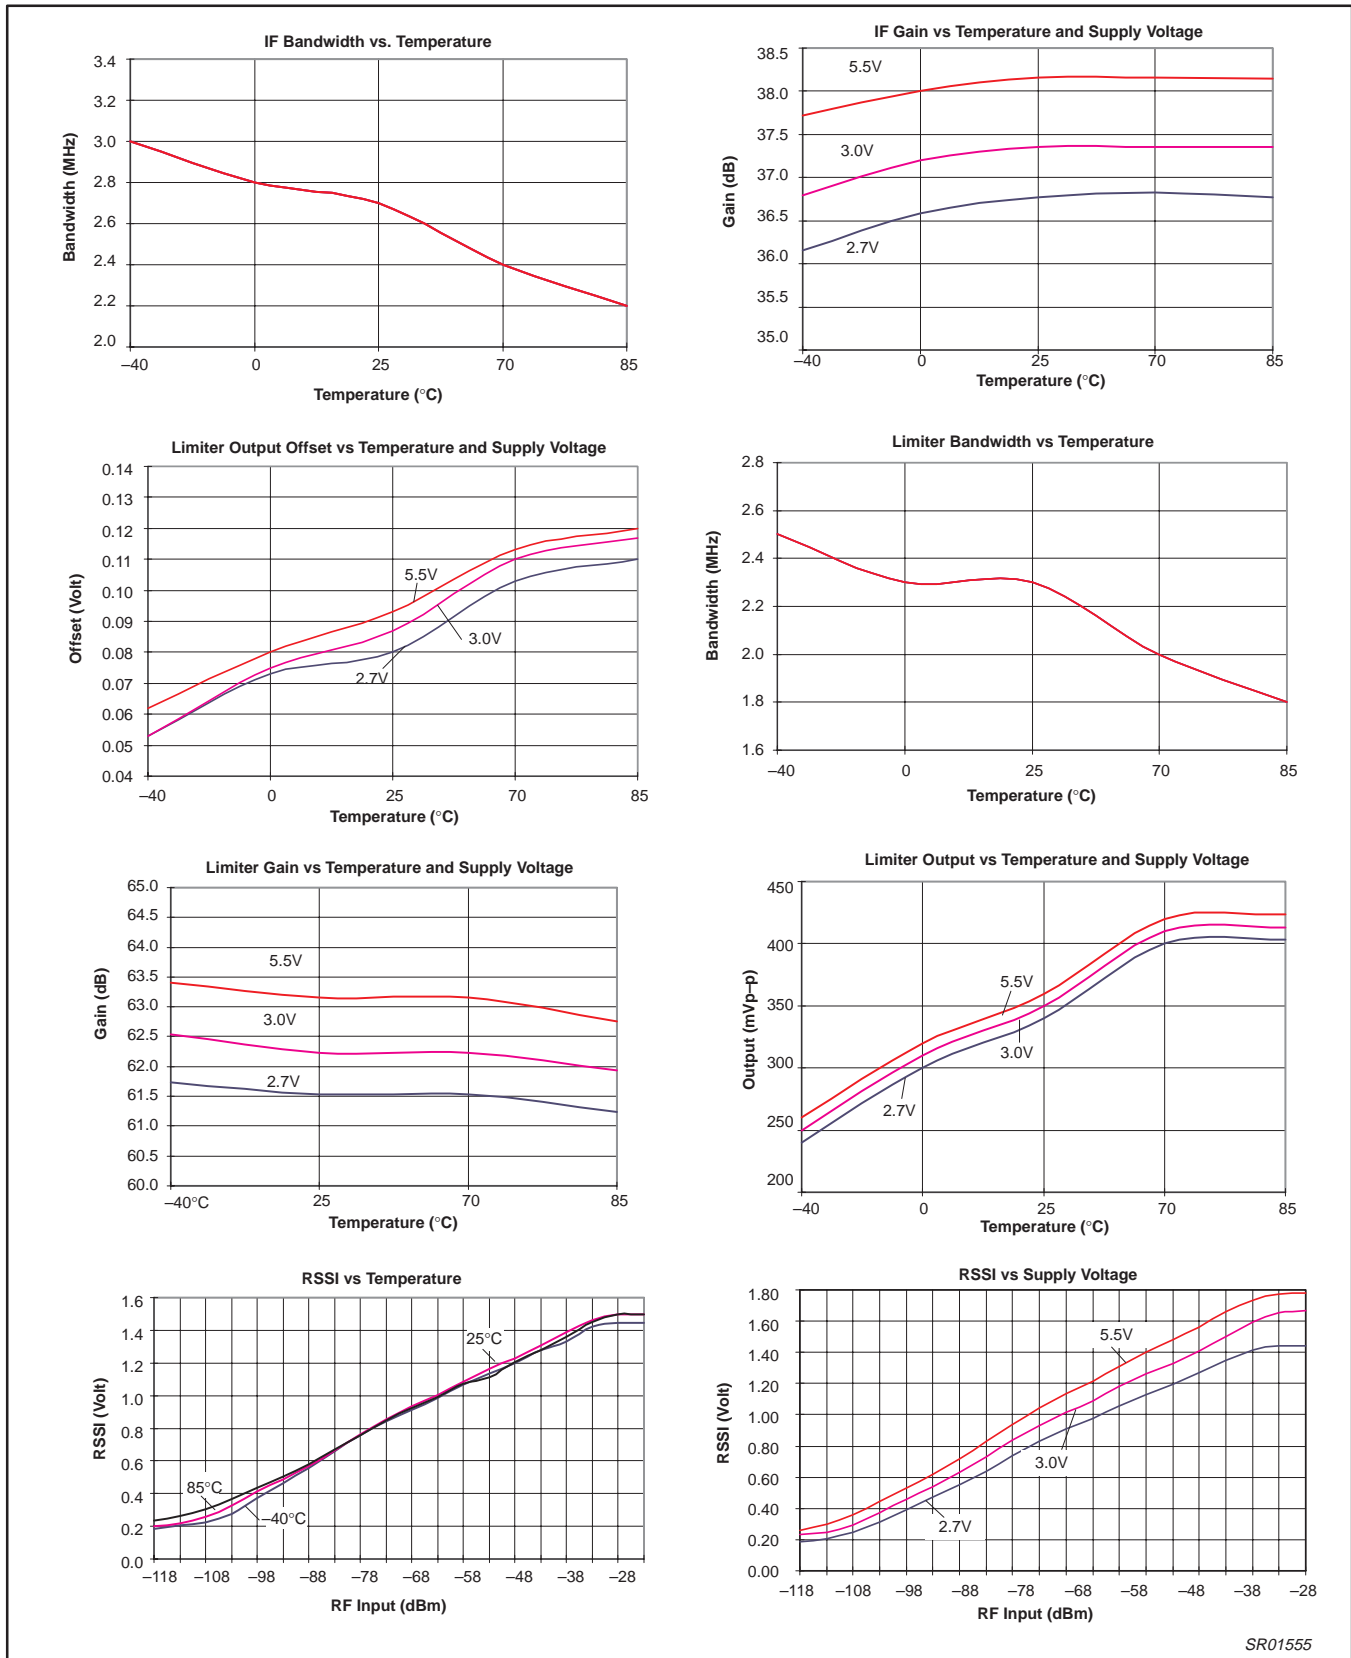 IF Bandwidth vs. Temperature
3.4
3.2
3.0
2.8
2.6
2.4
2.2
2.0
Bandwidth (MHz)
–40 0 25 70 85
Temperature (°C)
IF Gain vs Temperature and Supply Voltage
38.5
38.0
37.5
37.0
36.5
36.0
35.5
35.0
Gain (dB)
5.5V
3.0V
2.7V
–40 0 25 70 85
Temperature (°C)
Limiter Output Offset vs Temperature and Supply Voltage
0.14
0.13
0.12
0.11
0.10
0.09
0.08
0.07
0.06
0.05
0.04
Offset (Volt)
5.5V
3.0V
2.7V
–40 0 25 70 85
Temperature (°C)
Limiter Bandwidth vs Temperature
2.8
2.6
2.4
2.2
2.0
1.8
1.6
Bandwidth (MHz)
–40 0 25 70 85
Temperature (°C)
Limiter Gain vs Temperature and Supply Voltage
65.0
64.5
64.0
63.5
63.0
62.5
62.0
61.5
61.0
60.5
60.0
Gain (dB)
5.5V
3.0V
2.7V
–40°C 25 70 85
Temperature (°C)
Limiter Output vs Temperature and Supply Voltage
450
400
350
300
250
200
Output (mVp–p)
5.5V
3.0V
2.7V
–40 0 25 70 85
Temperature (°C)
RSSI vs Temperature
1.6
1.4
1.2
1.0
0.8
0.6
0.4
0.2
0.0
RSSI (Volt)
25°C
85°C
–40°C
–118 –108 –98 –88 –78 –68 –58 –48 –38 –28
RF Input (dBm)
RSSI vs Supply Voltage
1.80
1.60
1.40
1.20
1.00
0.80
0.60
0.40
0.20
0.00
RSSI (Volt)
5.5V
3.0V
2.7V
–118 –108 –98 –88 –78 –68 –58 –48 –38 –28
RF Input (dBm)
SR01555